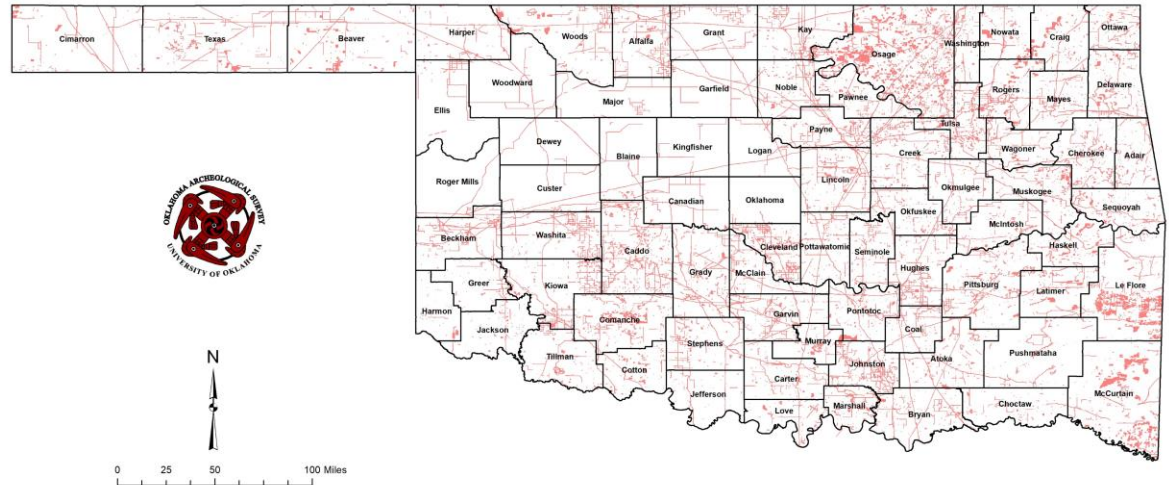 Cimarron
Texas
Beaver
Harper
Woods
Alfalfa
Grant
Kay
Osage
Washington
Nowata
Craig
Ottawa
Woodward
Ellis
Major
Garfield
Noble
Pawnee
Rogers
Mayes
Delaware
Tulsa
Dewey
Blaine
Kingfisher
Logan
Payne
Creek
Wagoner
Cherokee
Adair
Roger Mills
Custer
Canadian
Oklahoma
Lincoln
Okmulgee
Muskogee
Sequoyah
Okfuskee
McIntosh
Beckham
Washita
Caddo
Grady
McClain
Cleveland
Pottawatomie
Seminole
Hughes
Haskell
Pittsburg
Latimer
Le Flore
Greer
Kiowa
Harmon
Jackson
Comanche
Garvin
Pontotoc
Coal
Tillman
Cotton
Stephens
Murray
Johnston
Atoka
Pushmataha
Jefferson
Carter
Love
Marshall
Bryan
Choctaw
McCurtain
OKLAHOMA ARCHEOLOGICAL SURVEY
UNIVERSITY OF OKLAHOMA
N
0 25 50 100 Miles